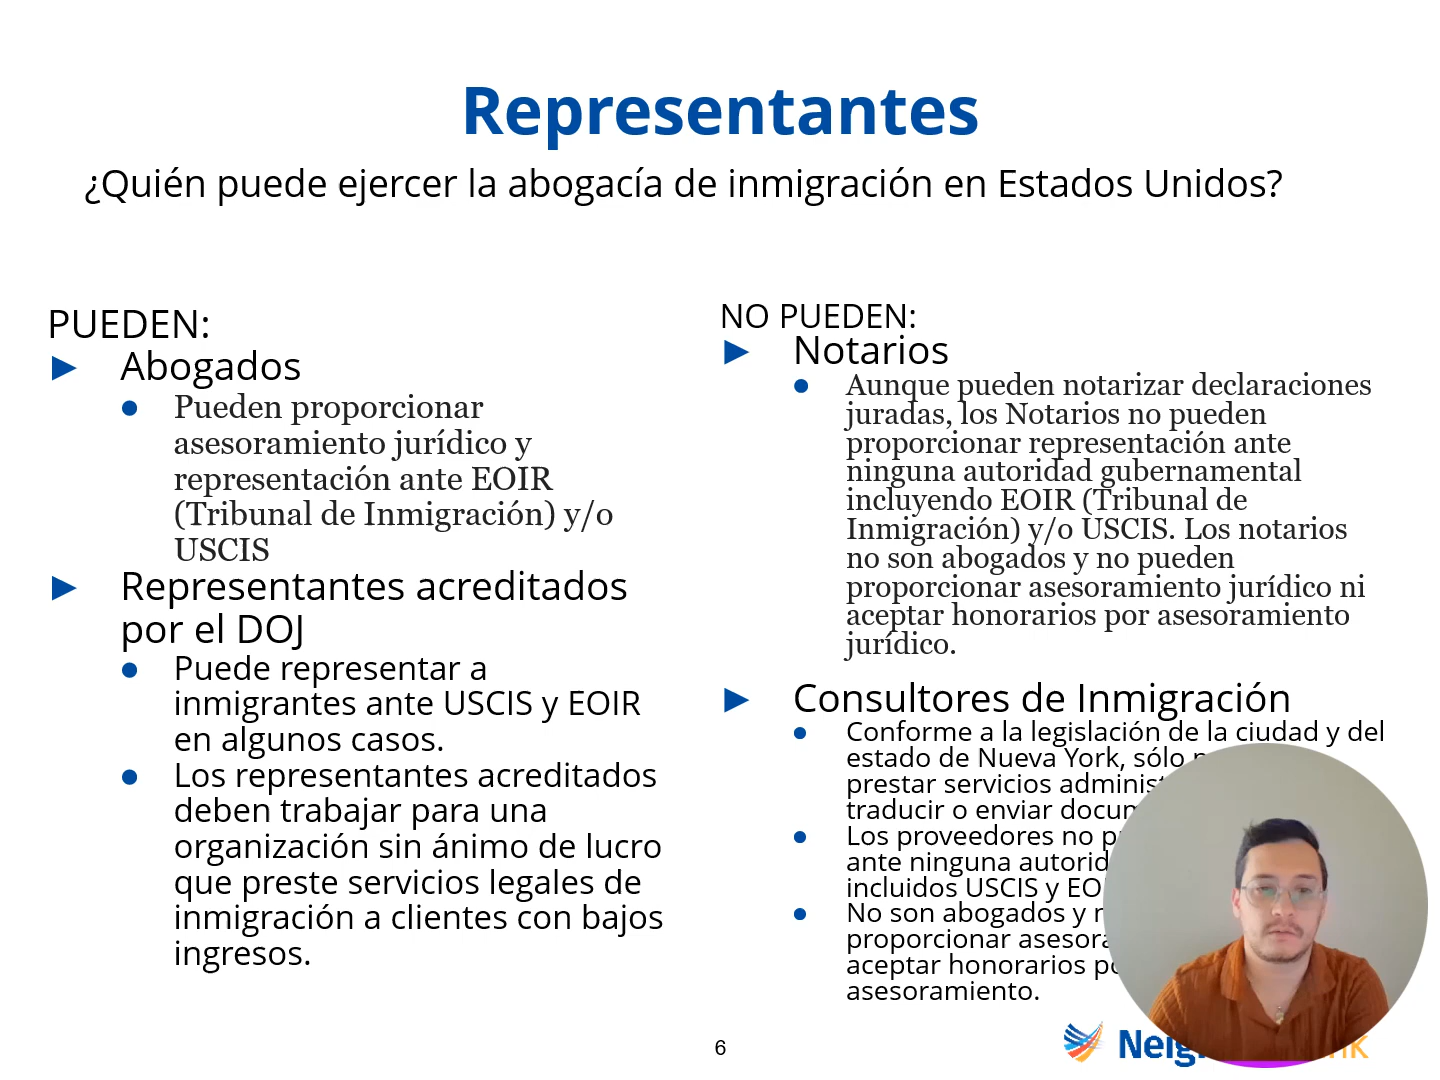 Representantes
¿Quién puede ejercer la abogacía de inmigración en Estados Unidos?
PUEDEN:
Abogados
Pueden proporcionar
asesoramiento jurídico y
representación ante EOIR
(Tribunal de Inmigración) y/o
USCIS
Representantes acreditados
por el DOJ
Puede representar a
inmigrantes ante USCIS y EOIR
en algunos casos.
Los representantes acreditados
deben trabajar para una
organización sin ánimo de lucro
que preste servicios legales de
inmigración a clientes con bajos
ingresos.
NO PUEDEN:
Notarios
Aunque pueden notarizar declaraciones
juradas, los Notarios no pueden
proporcionar representación ante
ninguna autoridad gubernamental
incluyendo EOIR (Tribunal de
Inmigración) y/o USCIS. Los notarios
no son abogados y no pueden
proporcionar asesoramiento jurídico ni
aceptar honorarios por asesoramiento
jurídico.
Consultores de Inmigración
Conforme a la legislación de la ciudad y del
estado de Nueva York, sólo
prestar servicios
traducir o enviar
Los proveedores no
ante ninguna
incluidos USCIS y
No son abogados y
proporcionar
aceptar honorarios
asesoramiento.
6